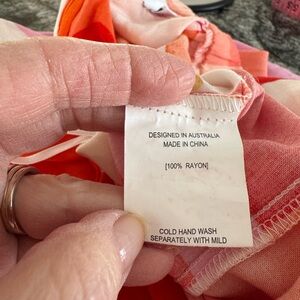 DESIGNED IN AUSTRALIA
MADE IN CHINA
[100% RAYON]
COLD HAND WASH
SEPARATELY WITH MILD